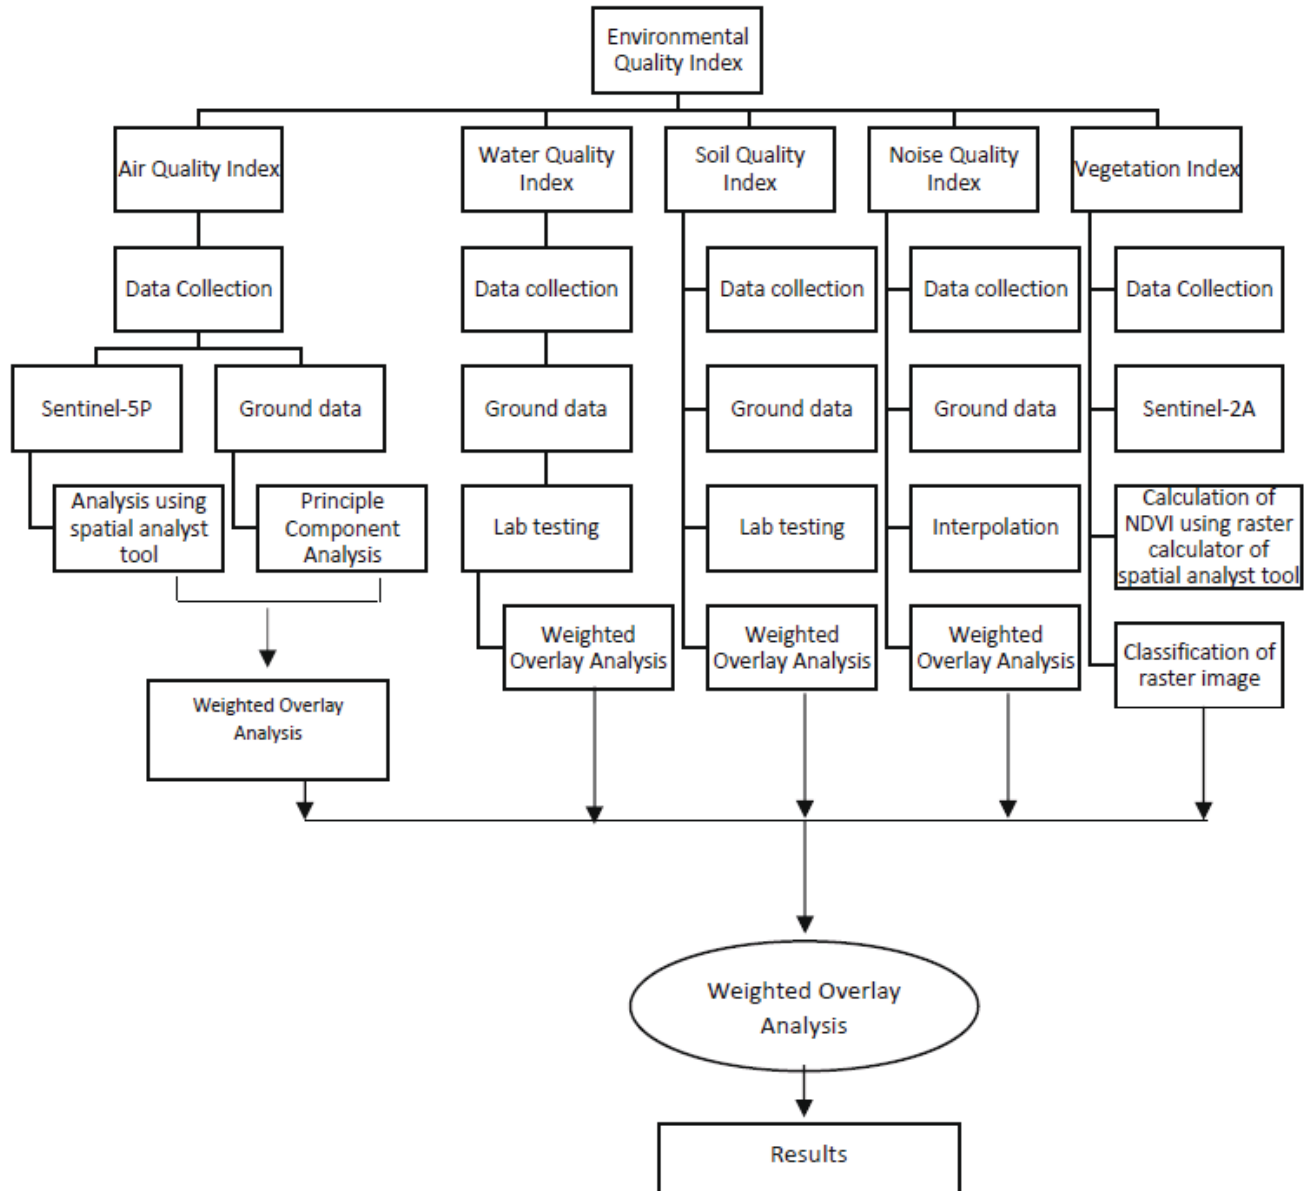 Environmental
Quality Index
Air Quality Index
Water Quality
Index
Soil Quality
Index
Noise Quality
Index
Vegetation Index
Data Collection
Data collection
Data collection
Data collection
Data Collection
Sentinel-5P
Ground data
Ground data
Ground data
Ground data
Sentinel-2A
Analysis using
spatial analyst
tool
Principle
Component
Analysis
Lab testing
Lab testing
Interpolation
Calculation of
NDVI using raster
calculator of
spatial analyst tool
Weighted Overlay
Analysis
Weighted
Overlay Analysis
Weighted
Overlay Analysis
Weighted
Overlay Analysis
Classification of
raster image
Weighted Overlay
Analysis
Results